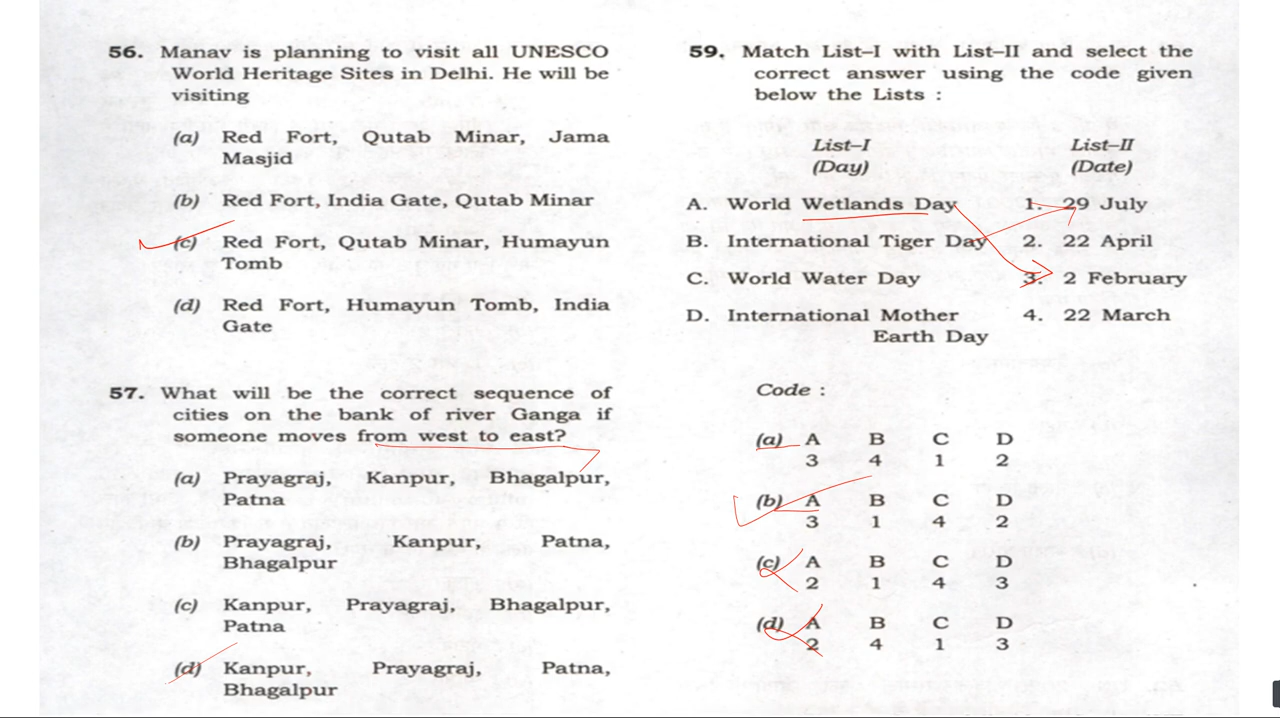 56. Manav is planning to visit all UNESCO
World Heritage Sites in Delhi. He will be
visiting
(a) Red Fort, Qutab Minar, Jama
Masjid
(b) Red Fort, India Gate, Qutab Minar
(c) Red Fort, Qutab Minar, Humayun
Tomb
(d) Red Fort, Humayun Tomb, India
Gate
57. What will be the correct sequence of
cities on the bank of river Ganga if
someone moves from west to east?
(a) Prayagraj, Kanpur, Bhagalpur,
Patna
(b) Prayagraj, Kanpur, Patna,
Bhagalpur
(c) Kanpur, Prayagraj, Bhagalpur,
Patna
(d) Kanpur, Prayagraj, Patna,
Bhagalpur
59. Match List–I with List–II and select the
correct answer using the code given
below the Lists :
List–I List–II
(Day) (Date)
A. World Wetlands Day 1. 29 July
B. International Tiger Day 2. 22 April
C. World Water Day 3. 2 February
D. International Mother 4. 22 March
Earth Day
Code :
(a) A B C D
3 4 1 2
(b) A B C D
3 1 4 2
(c) A B C D
2 1 4 3
(d) A B C D
2 4 1 3